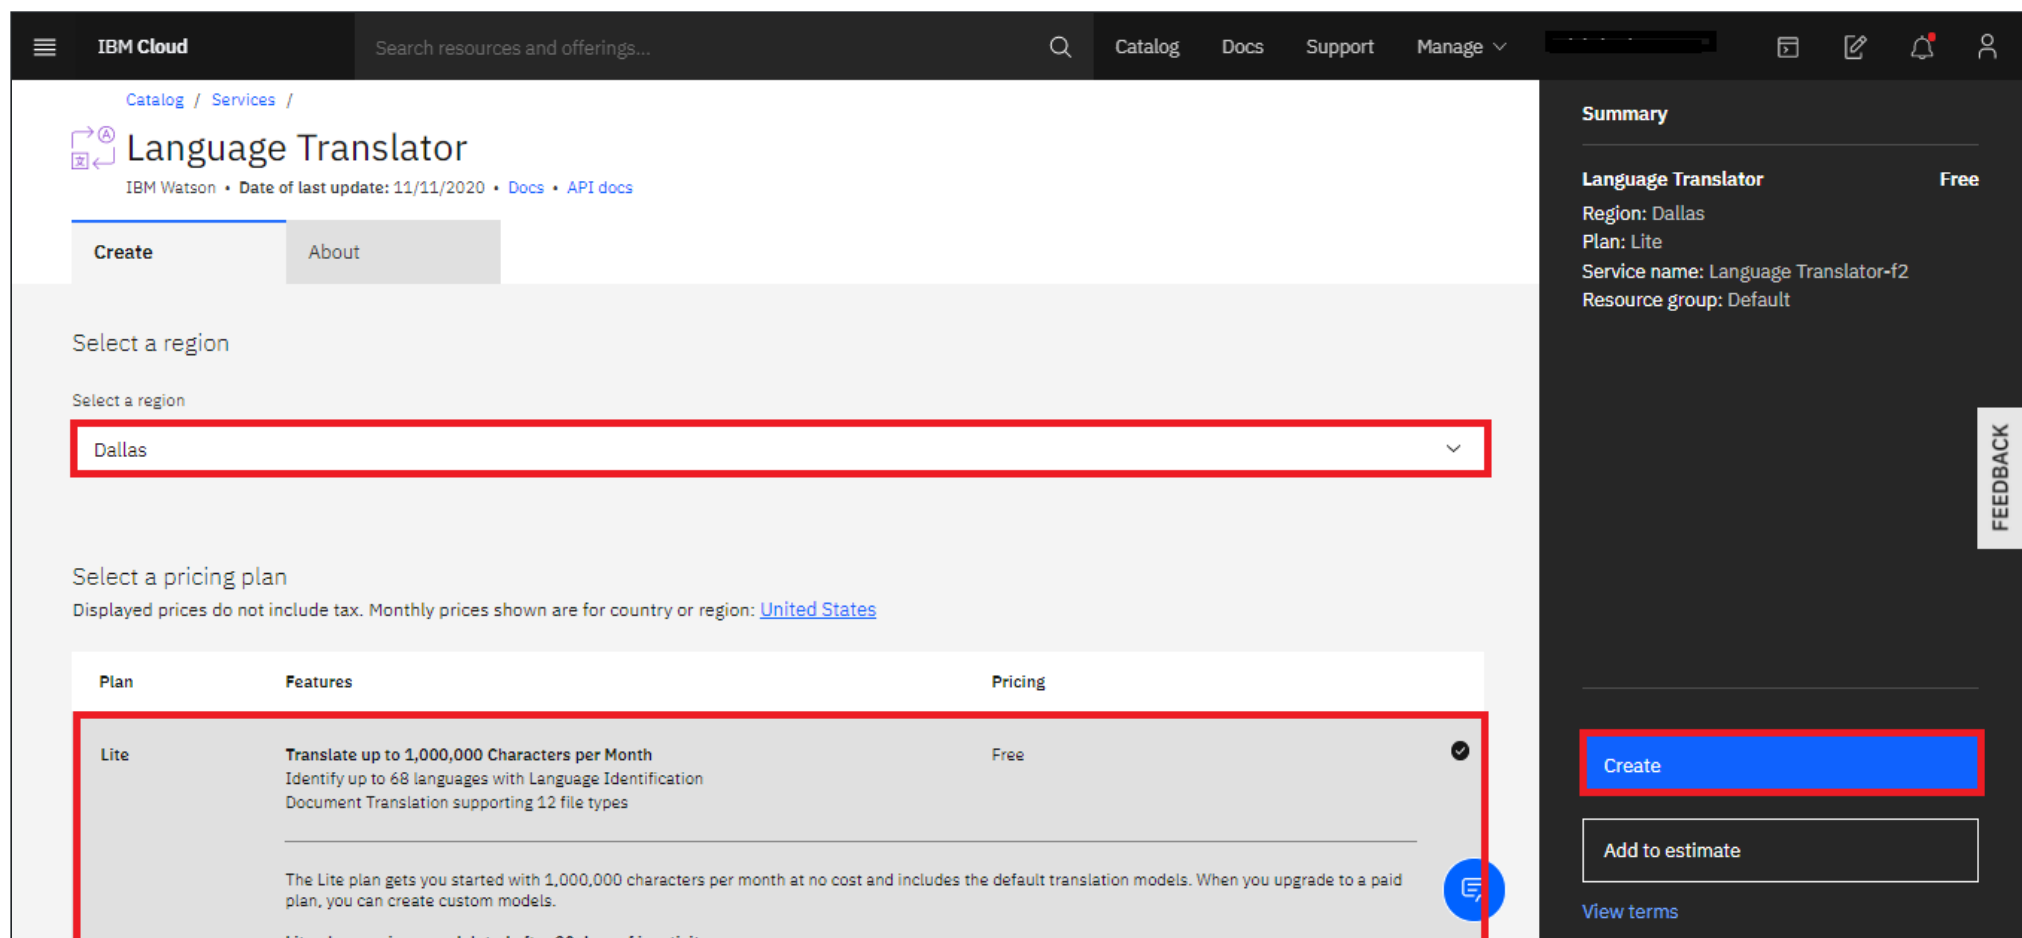 IBM Cloud
Search resources and offerings...
Catalog
Docs
Support
Manage
Catalog / Services /
Language Translator
IBM Watson • Date of last update: 11/11/2020 • Docs • API docs
Create
About
Select a region
Select a region
Dallas
Select a pricing plan
Displayed prices do not include tax. Monthly prices shown are for country or region: United States
Plan
Features
Pricing
Lite
Translate up to 1,000,000 Characters per Month
Free
Identify up to 68 languages with Language Identification
Document Translation supporting 12 file types
The Lite plan gets you started with 1,000,000 characters per month at no cost and includes the default translation models. When you upgrade to a paid
plan, you can create custom models.
Summary
Language Translator
Free
Region: Dallas
Plan: Lite
Service name: Language Translator-f2
Resource group: Default
FEEDBACK
Create
Add to estimate
View terms